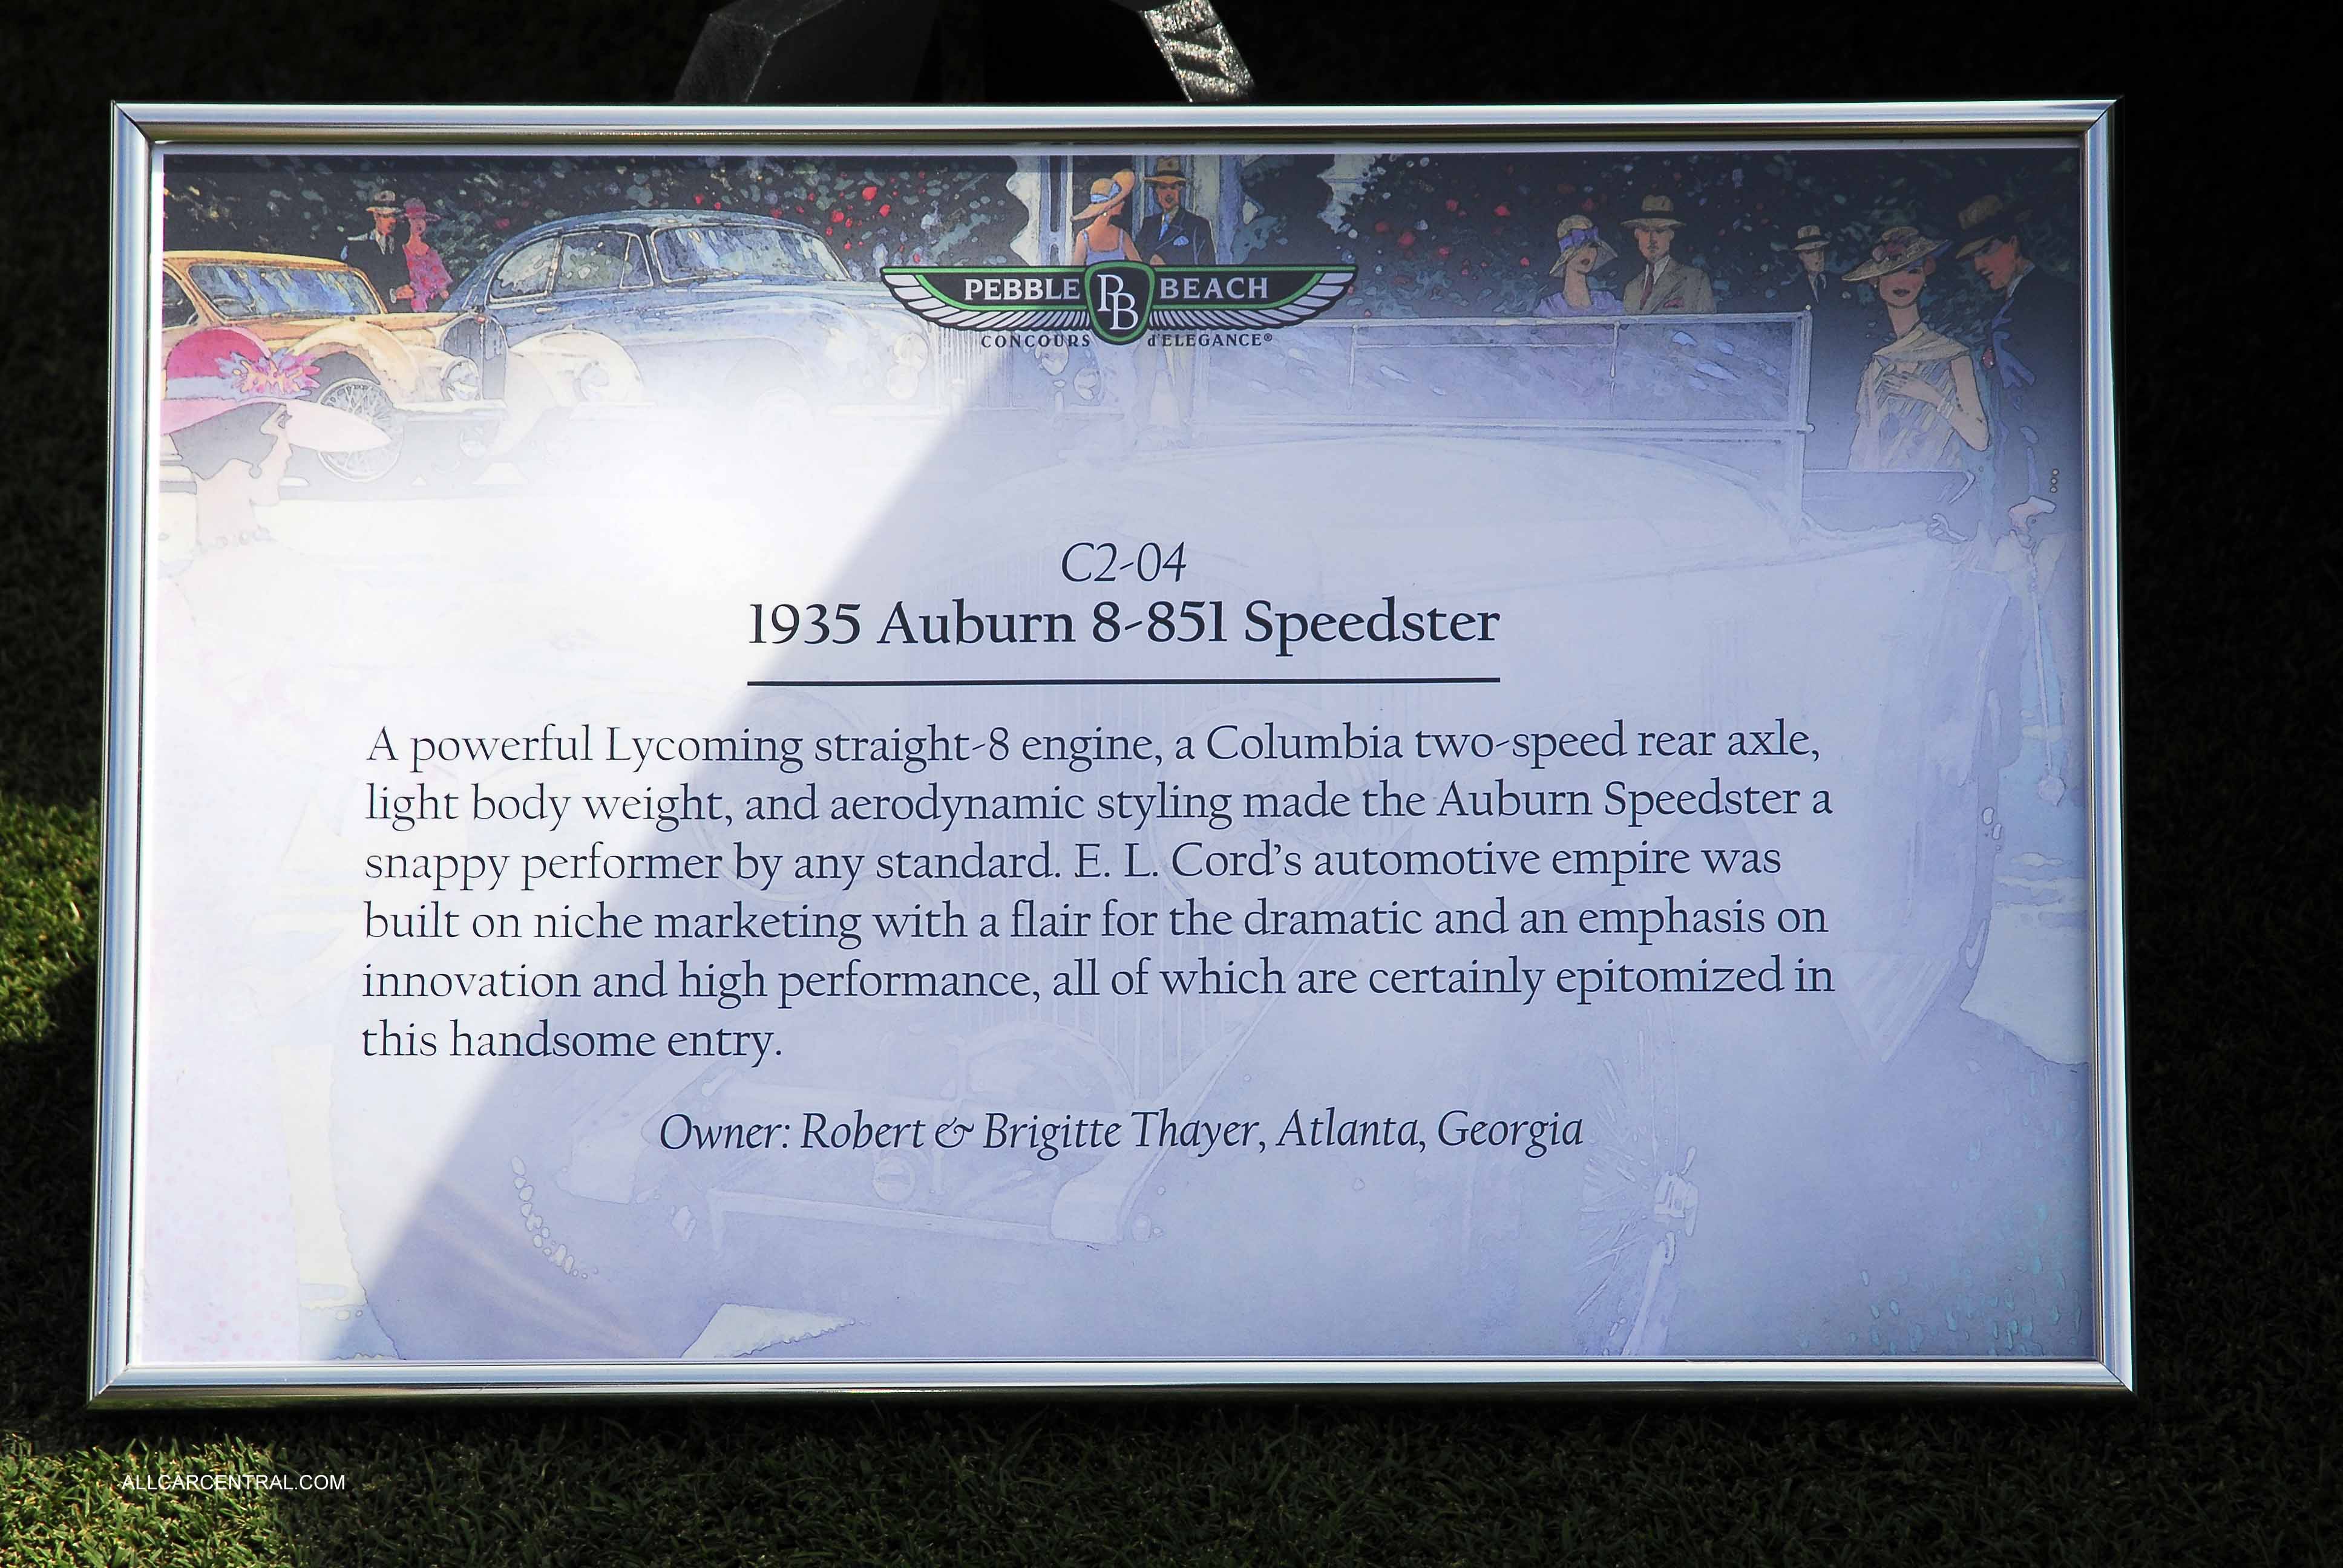 PEBBLE PB BEACH
CONCOURS d'ELEGANCE®
C2-04
1935 Auburn 8-851 Speedster
A powerful Lycoming straight-8 engine, a Columbia two-speed rear axle,
light body weight, and aerodynamic styling made the Auburn Speedster a
snappy performer by any standard. E. L. Cord’s automotive empire was
built on niche marketing with a flair for the dramatic and an emphasis on
innovation and high performance, all of which are certainly epitomized in
this handsome entry.
Owner: Robert & Brigitte Thayer, Atlanta, Georgia
ALLCARCENTRAL.COM